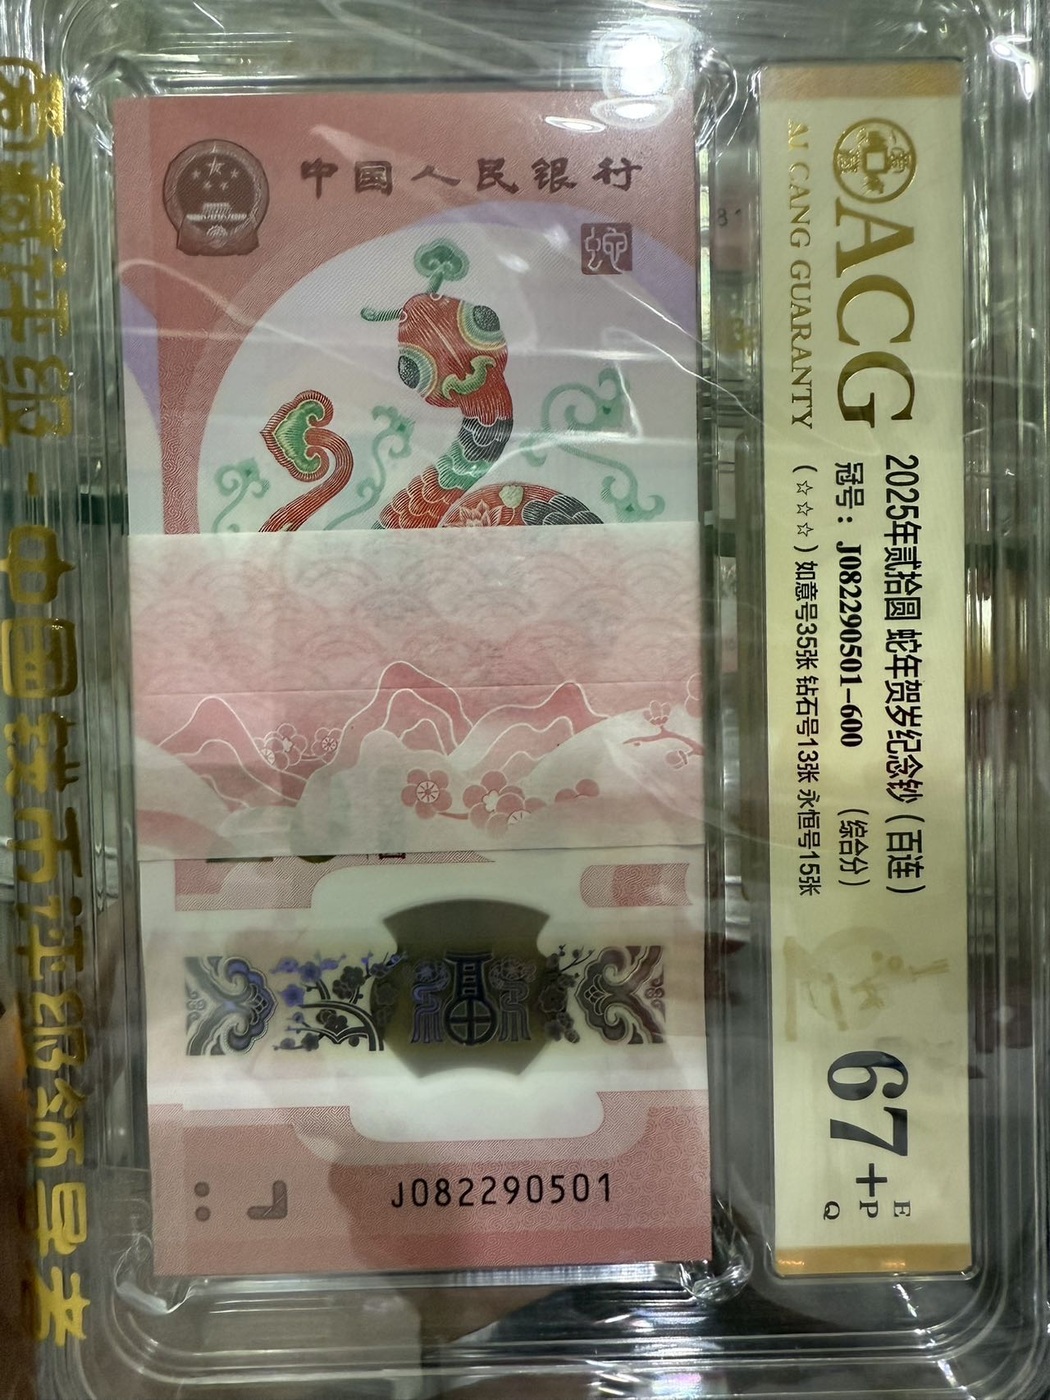 中国人民银行
蛇
J082290501
ACG
AI CANG GUARANTY
2025年贰拾圆 蛇年贺岁纪念钞（百连）
冠号：J082290501-600 （综合分）
（☆☆☆）如意号35张 钻石号13张 永恒号15张
67+
E
P
Q